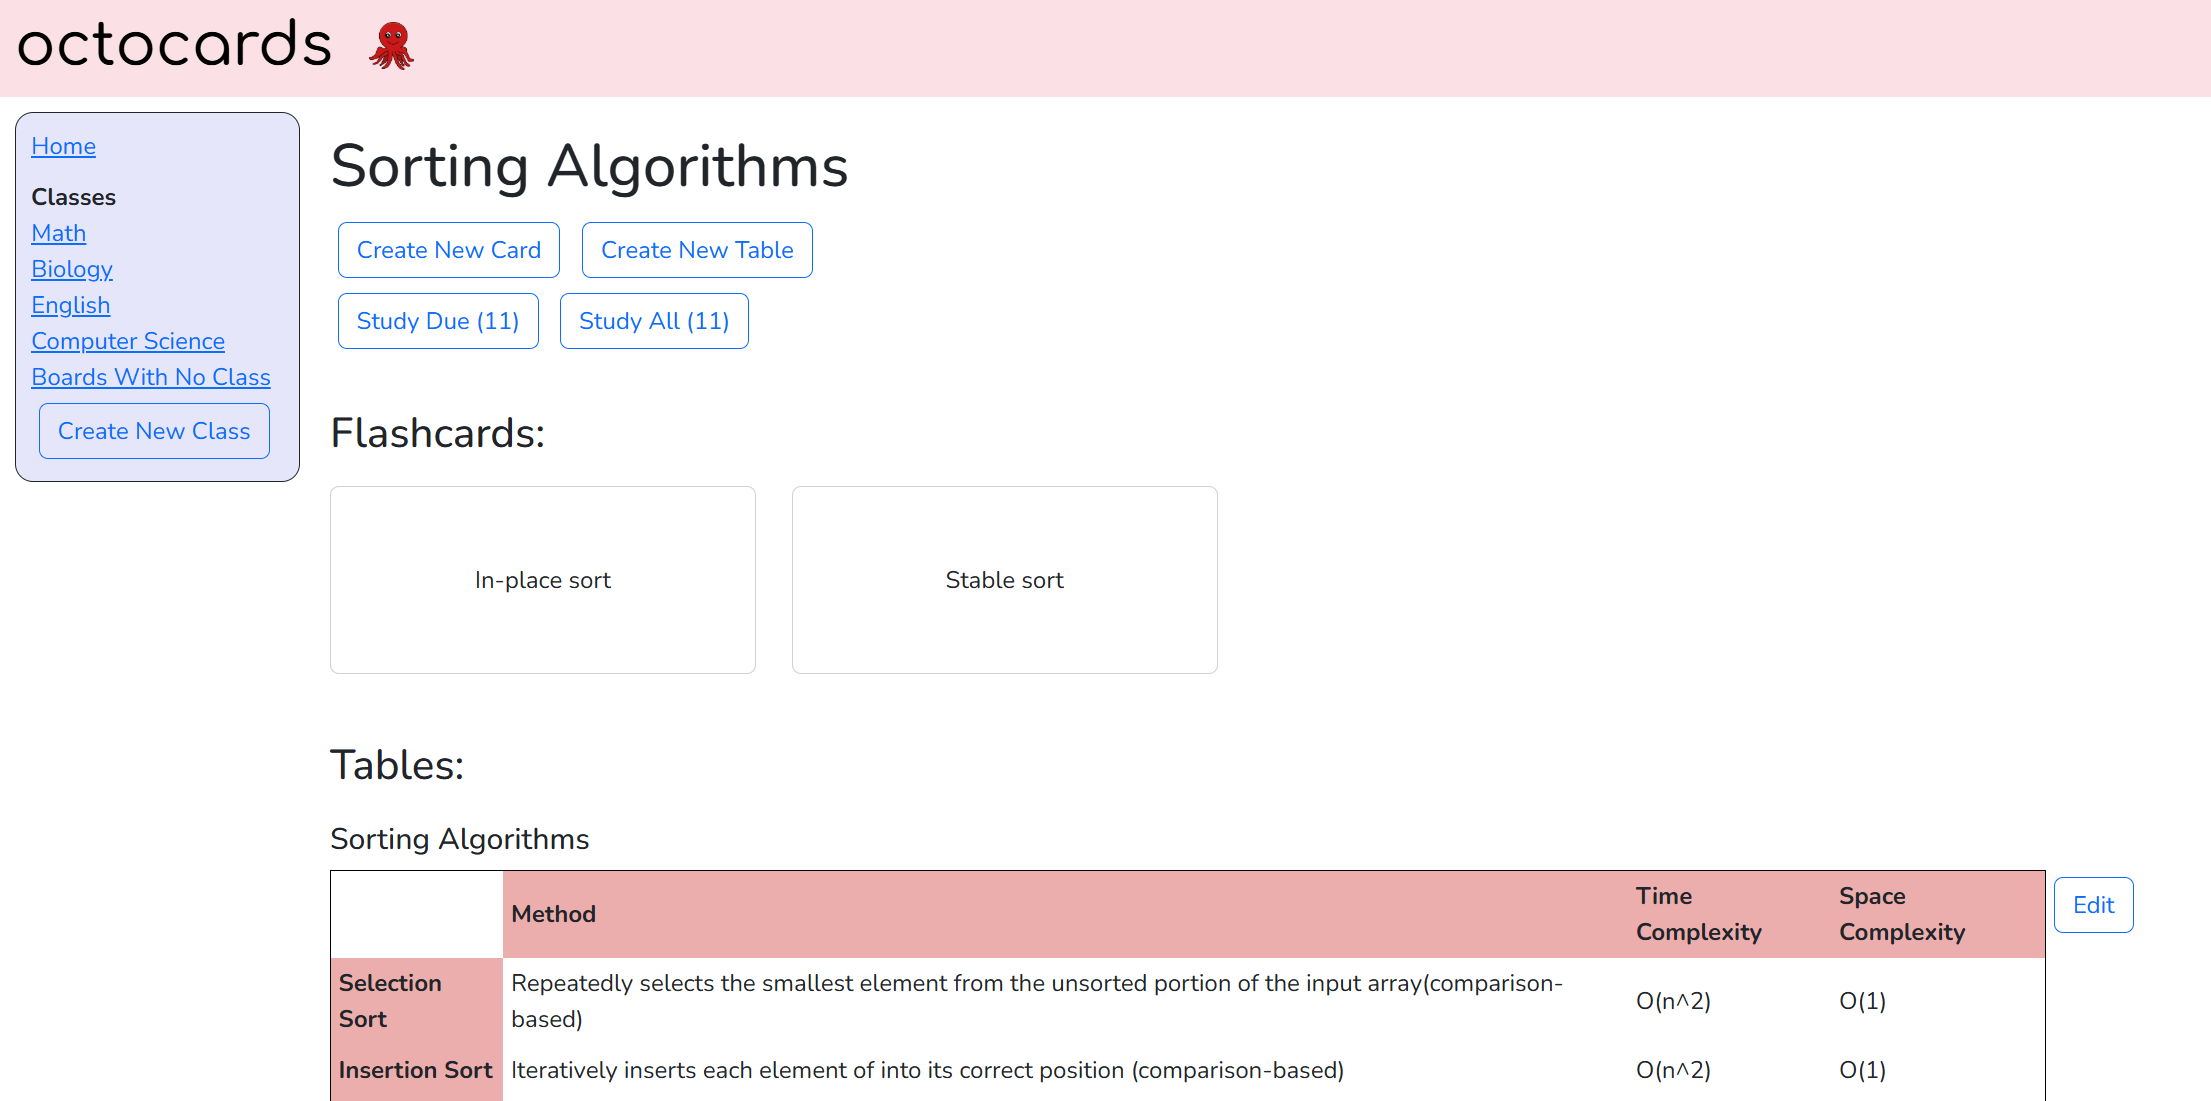 octocards
Home
Classes
Math
Biology
English
Computer Science
Boards With No Class
Create New Class
Sorting Algorithms
Create New Card
Create New Table
Study Due (11)
Study All (11)
Flashcards:
In-place sort
Stable sort
Tables:
Sorting Algorithms
Method
Time
Complexity
Space
Complexity
Edit
Selection
Sort
Repeatedly selects the smallest element from the unsorted portion of the input array(comparison-
based)
O(n^2)
O(1)
Insertion Sort
Iteratively inserts each element of into its correct position (comparison-based)
O(n^2)
O(1)